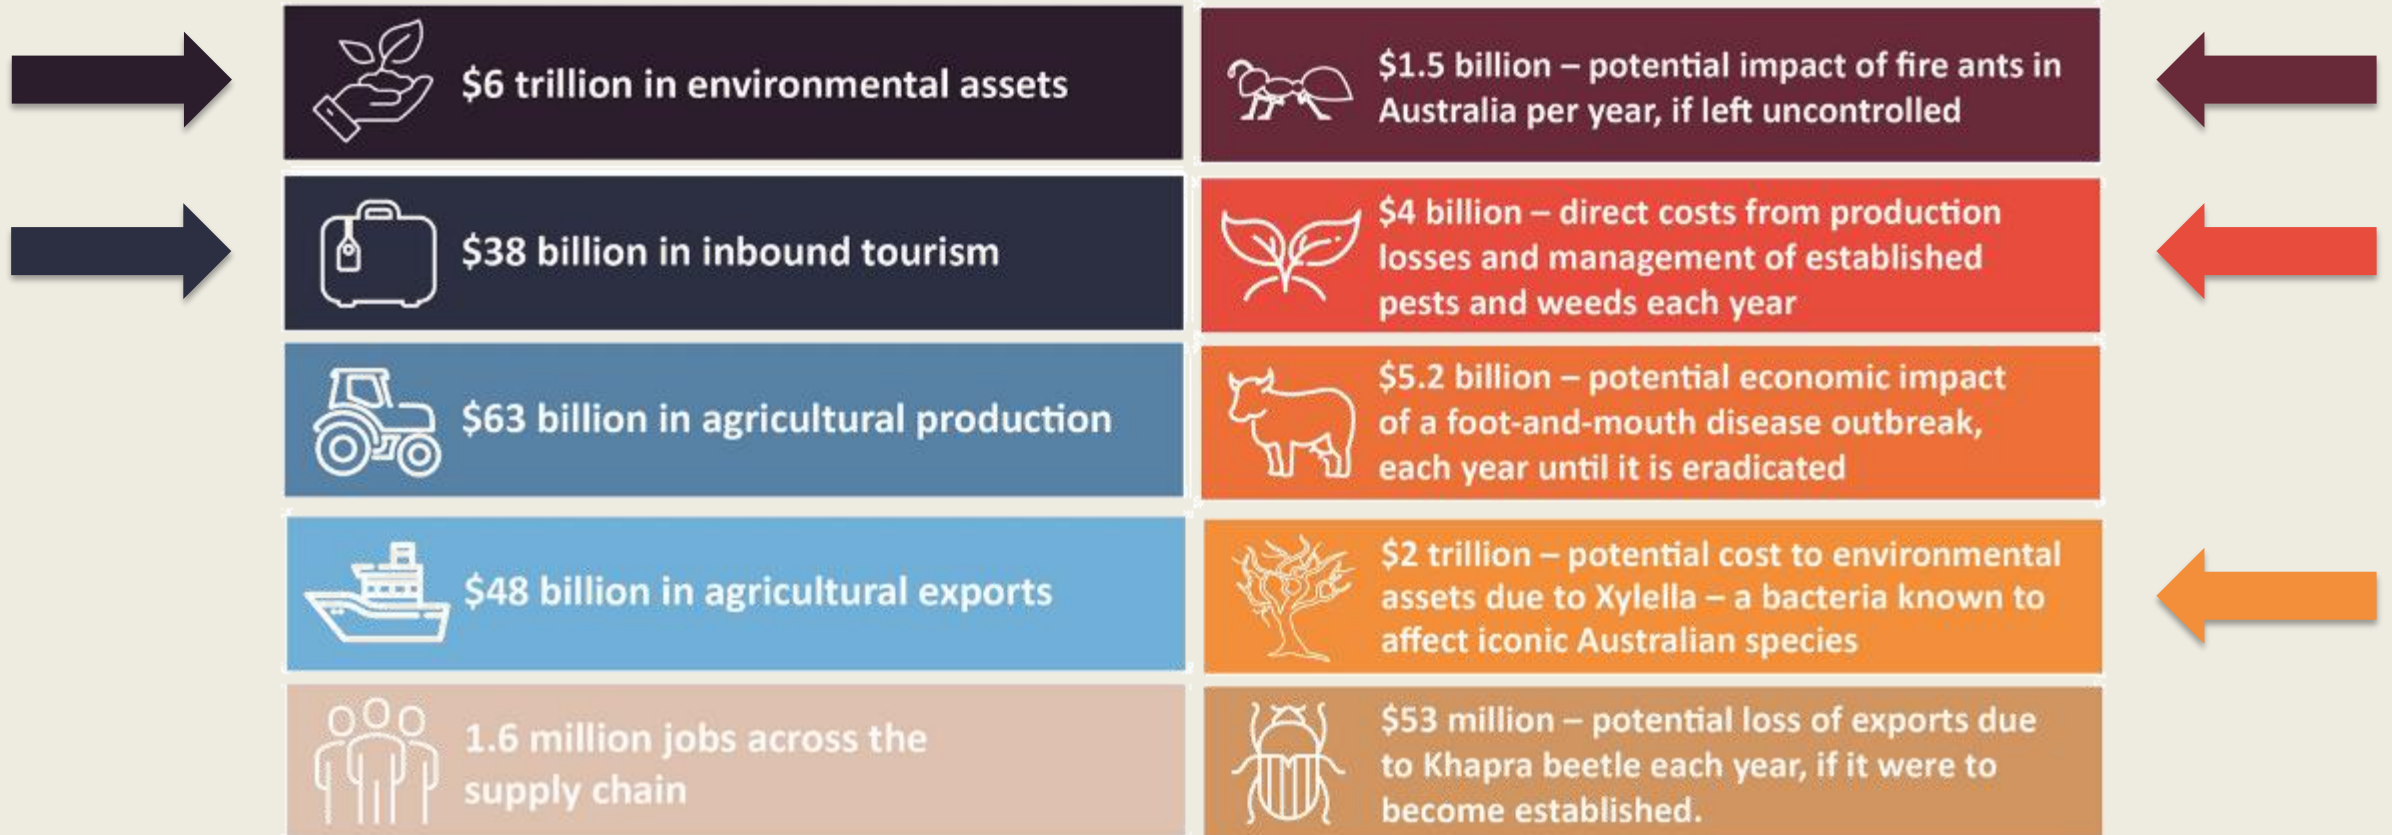 $6 trillion in environmental assets
$38 billion in inbound tourism
$63 billion in agricultural production
$48 billion in agricultural exports
1.6 million jobs across the
supply chain
$1.5 billion – potential impact of fire ants in
Australia per year, if left uncontrolled
$4 billion – direct costs from production
losses and management of established
pests and weeds each year
$5.2 billion – potential economic impact
of a foot-and-mouth disease outbreak,
each year until it is eradicated
$2 trillion – potential cost to environmental
assets due to Xylella – a bacteria known to
affect iconic Australian species
$53 million – potential loss of exports due
to Khapra beetle each year, if it were to
become established.